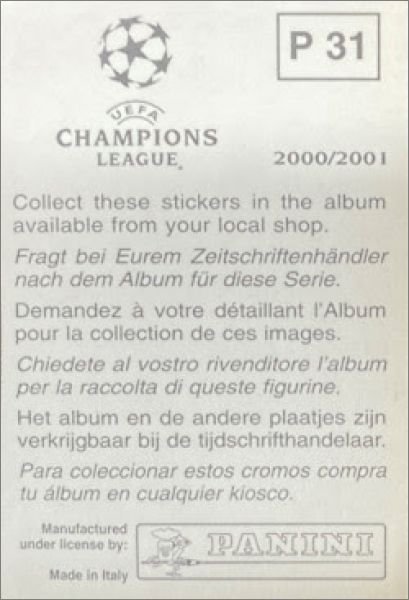 P 31
UEFA
CHAMPIONS
LEAGUE®
2000/2001
Collect these stickers in the album
available from your local shop.
Fragt bei Eurem Zeitschriftenhändler
nach dem Album für diese Serie.
Demandez à votre détaillant l'Album
pour la collection de ces images.
Chiedete al vostro rivenditore l'album
per la raccolta di queste figurine.
Het album en de andere plaatjes zijn
verkrijgbaar bij de tijdschrifthandelaar.
Para coleccionar estos cromos compra
tu álbum en cualquier kiosco.
Manufactured
under license by:
PANINI
Made in Italy